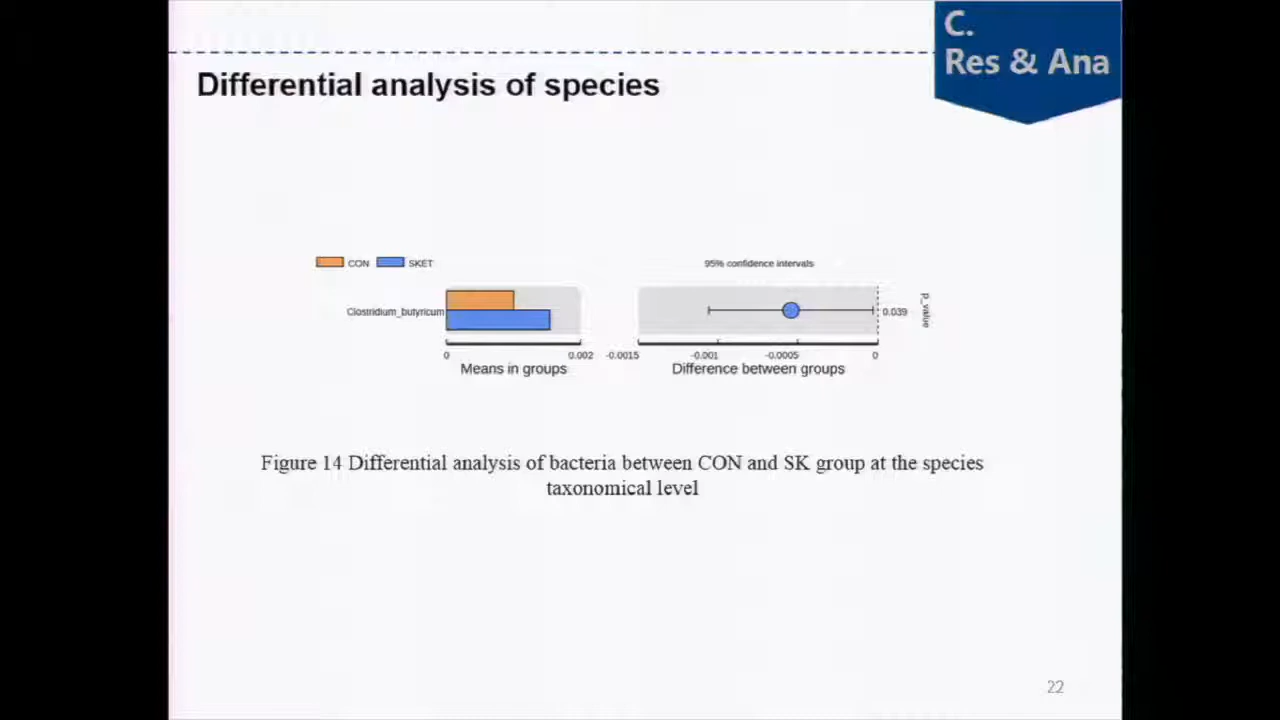 C.
Res & Ana
Differential analysis of species
CON SKET
95% confidence intervals
Clostridium_butyricum
0.039
p_value
0 0.002 -0.0015 -0.001 -0.0005 0
Means in groups Difference between groups
Figure 14 Differential analysis of bacteria between CON and SK group at the species
taxonomical level
22